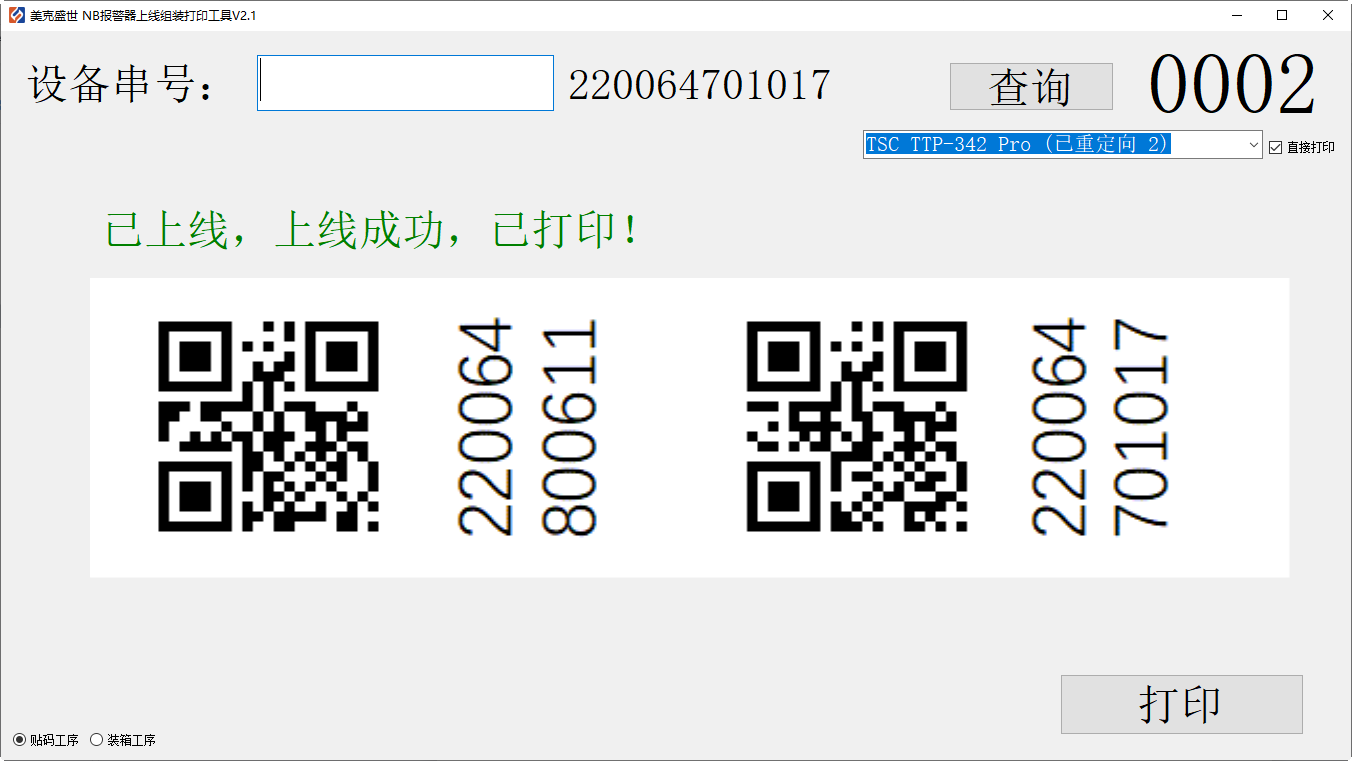 美克盛世 NB报警器上线组装打印工具V2.1
设备串号： 220064701017 查询 0002
TSC TTP-342 Pro (已重定向 2) 直接打印
已上线，上线成功，已打印！
220064
800611
220064
701017
打印
贴码工序 装箱工序